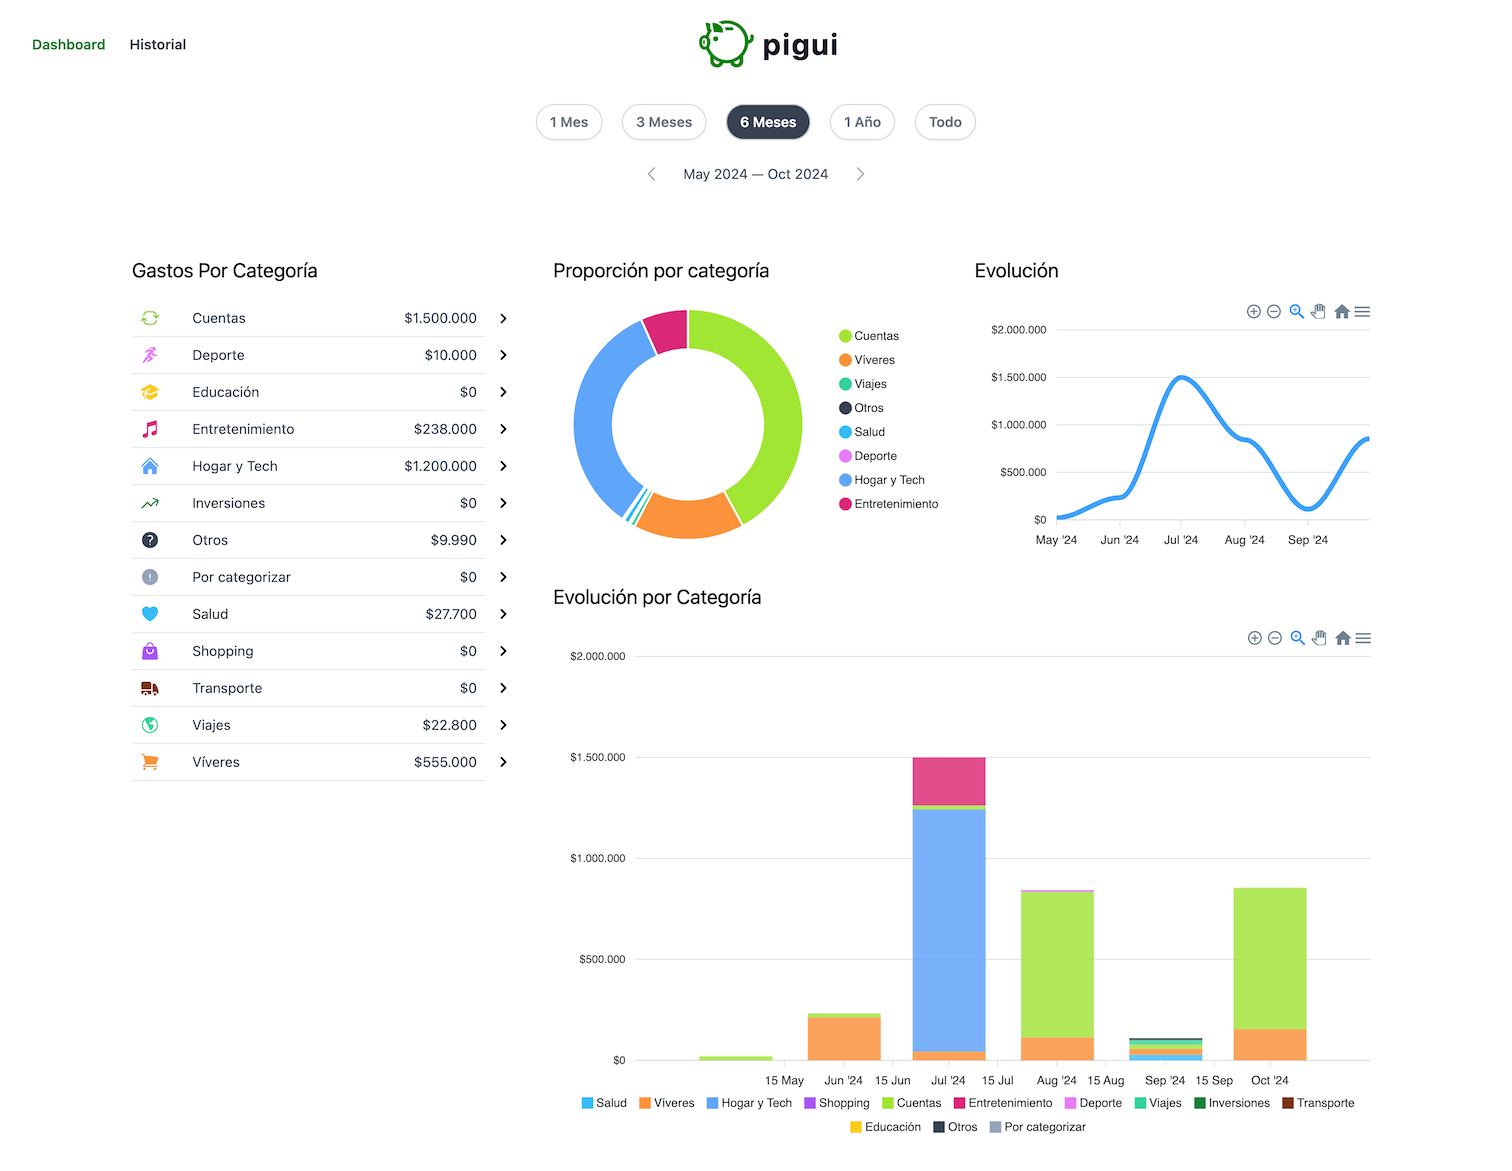 Dashboard Historial
pigui
1 Mes 3 Meses 6 Meses 1 Año Todo
May 2024 — Oct 2024
Gastos Por Categoría
Cuentas $1.500.000
Deporte $10.000
Educación $0
Entretenimiento $238.000
Hogar y Tech $1.200.000
Inversiones $0
Otros $9.990
Por categorizar $0
Salud $27.700
Shopping $0
Transporte $0
Viajes $22.800
Víveres $555.000
Proporción por categoría
Cuentas
Víveres
Viajes
Otros
Salud
Deporte
Hogar y Tech
Entretenimiento
Evolución
$2.000.000
$1.500.000
$1.000.000
$500.000
$0
May '24 Jun '24 Jul '24 Aug '24 Sep '24
Evolución por Categoría
$2.000.000
$1.500.000
$1.000.000
$500.000
$0
15 May Jun '24 15 Jun Jul '24 15 Jul Aug '24 15 Aug Sep '24 15 Sep Oct '24
Salud Víveres Hogar y Tech Shopping Cuentas Entretenimiento Deporte Viajes Inversiones Transporte
Educación Otros Por categorizar